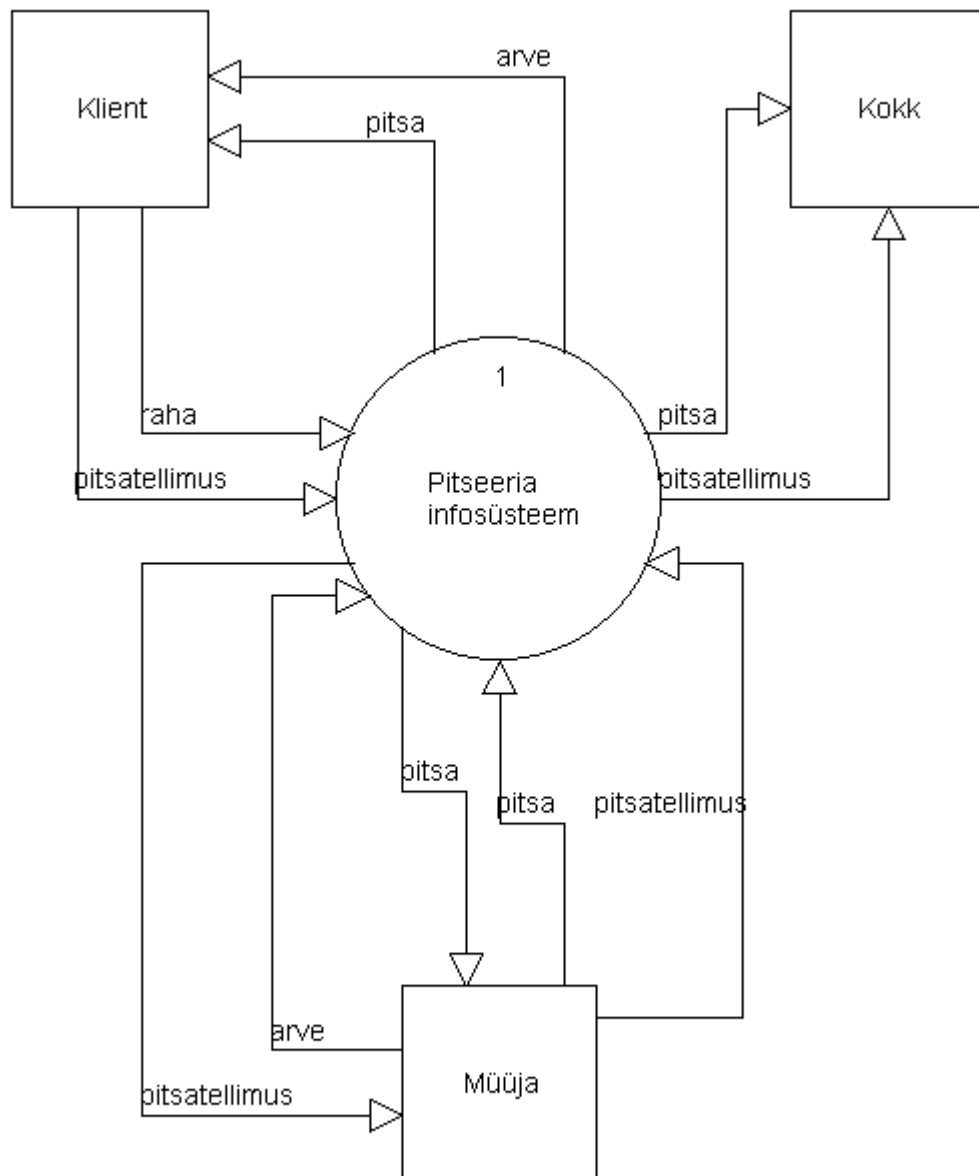 arve
Klient
Kokk
pitsa
1
raha
pitsa
pitsatellimus
Pitseeria
infosüsteem
pitsatellimus
pitsa
pitsa
pitsatellimus
arve
Müüja
pitsatellimus